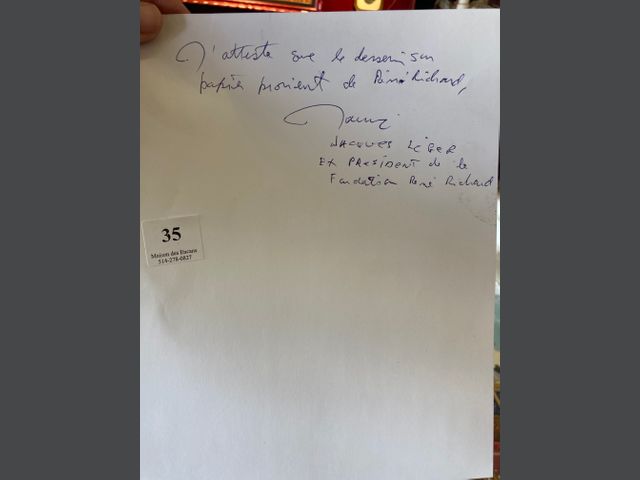 J'atteste que le dessein sur
papier provient de René Richard,
JACQUES LÉGER
EX PRESIDENT de la
Fondation René Richard
35
Maison des Encans
514-278-0827